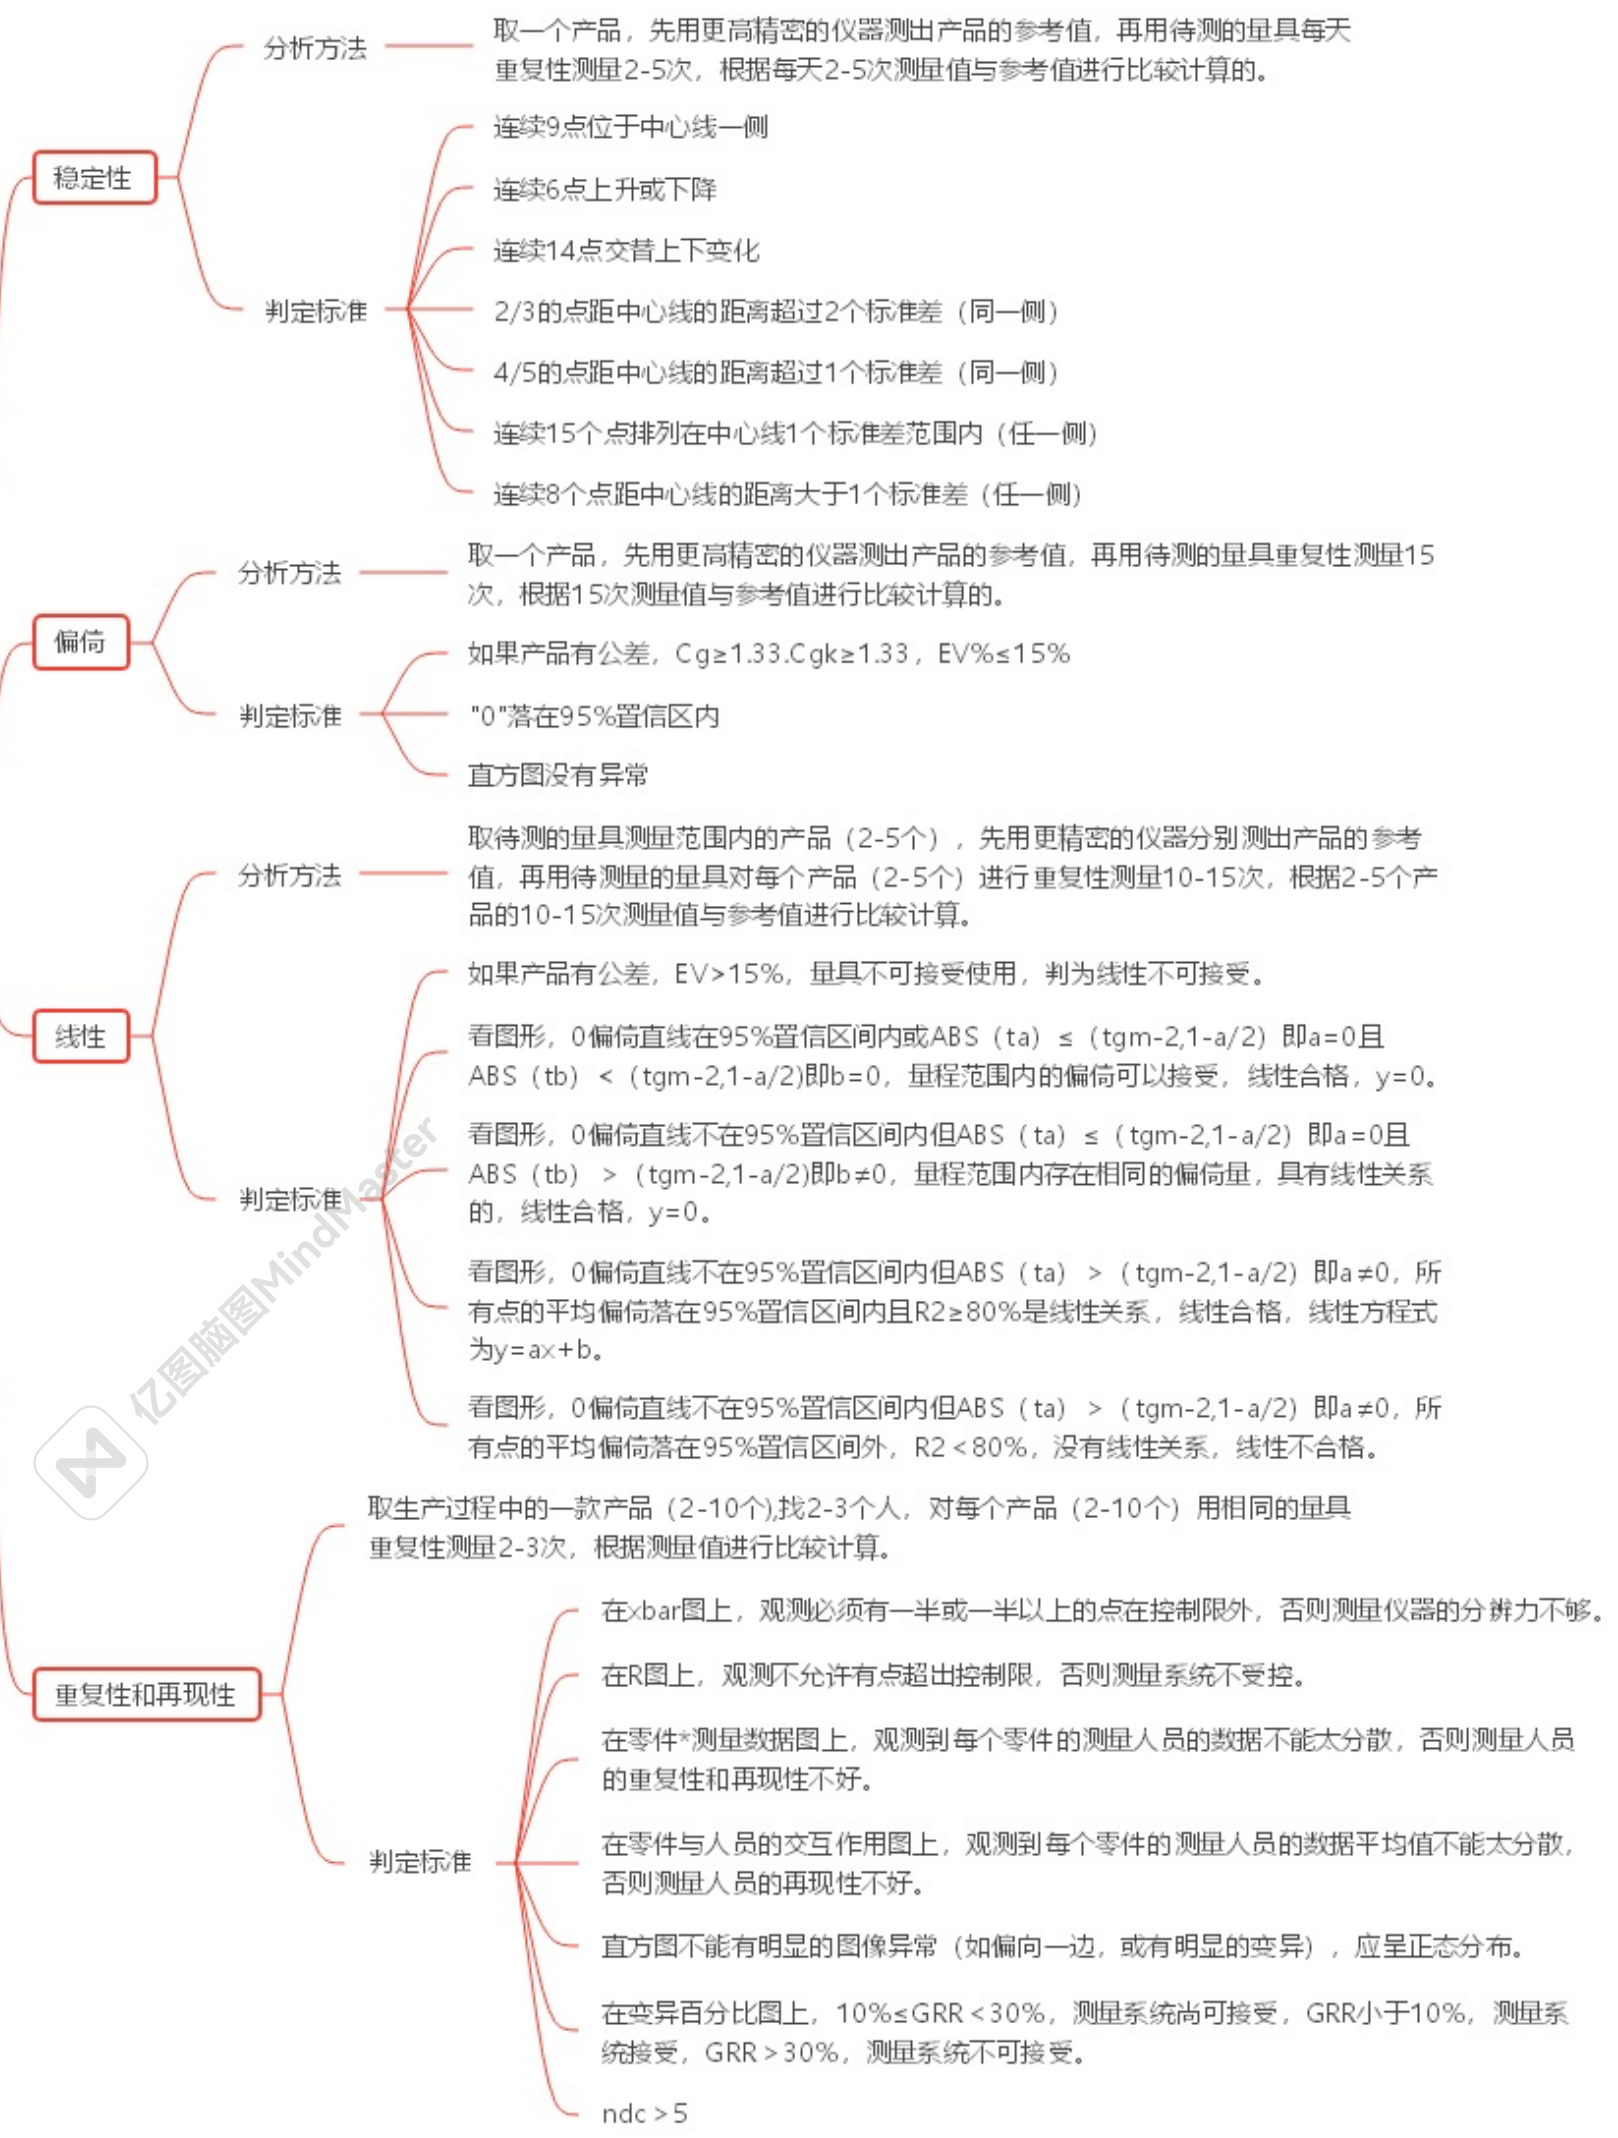 稳定性
分析方法
取一个产品，先用更高精密的仪器测出产品的参考值，再用待测的量具每天
重复性测量2-5次，根据每天2-5次测量值与参考值进行比较计算的。
判定标准
连续9点位于中心线一侧
连续6点上升或下降
连续14点交替上下变化
2/3的点距中心线的距离超过2个标准差（同一侧）
4/5的点距中心线的距离超过1个标准差（同一侧）
连续15个点排列在中心线1个标准差范围内（任一侧）
连续8个点距中心线的距离大于1个标准差（任一侧）
偏倚
分析方法
取一个产品，先用更高精密的仪器测出产品的参考值，再用待测的量具重复性测量15
次，根据15次测量值与参考值进行比较计算的。
判定标准
如果产品有公差，Cg≥1.33.Cgk≥1.33，EV%≤15%
"0"落在95%置信区内
直方图没有异常
线性
分析方法
取待测的量具测量范围内的产品（2-5个），先用更精密的仪器分别测出产品的参考
值，再用待测量的量具对每个产品（2-5个）进行重复性测量10-15次，根据2-5个产
品的10-15次测量值与参考值进行比较计算。
判定标准
如果产品有公差，EV>15%，量具不可接受使用，判为线性不可接受。
看图形，0偏倚直线在95%置信区间内或ABS（ta）≤（tgm-2,1-a/2）即a=0且
ABS（tb）<（tgm-2,1-a/2)即b=0，量程范围内的偏倚可以接受，线性合格，y=0。
看图形，0偏倚直线不在95%置信区间内但ABS（ta）≤（tgm-2,1-a/2）即a=0且
ABS（tb）>（tgm-2,1-a/2)即b≠0，量程范围内存在相同的偏倚量，具有线性关系
的，线性合格，y=0。
看图形，0偏倚直线不在95%置信区间内但ABS（ta）>（tgm-2,1-a/2）即a≠0，所
有点的平均偏倚落在95%置信区间内且R2≥80%是线性关系，线性合格，线性方程式
为y=ax+b。
看图形，0偏倚直线不在95%置信区间内但ABS（ta）>（tgm-2,1-a/2）即a≠0，所
有点的平均偏倚落在95%置信区间外，R2＜80%，没有线性关系，线性不合格。
亿图脑图MindMaster
重复性和再现性
取生产过程中的一款产品（2-10个),找2-3个人，对每个产品（2-10个）用相同的量具
重复性测量2-3次，根据测量值进行比较计算。
判定标准
在xbar图上，观测必须有一半或一半以上的点在控制限外，否则测量仪器的分辨力不够。
在R图上，观测不允许有点超出控制限，否则测量系统不受控。
在零件*测量数据图上，观测到每个零件的测量人员的数据不能太分散，否则测量人员
的重复性和再现性不好。
在零件与人员的交互作用图上，观测到每个零件的测量人员的数据平均值不能太分散，
否则测量人员的再现性不好。
直方图不能有明显的图像异常（如偏向一边，或有明显的变异），应呈正态分布。
在变异百分比图上，10%≤GRR＜30%，测量系统尚可接受，GRR小于10%，测量系
统接受，GRR＞30%，测量系统不可接受。
ndc＞5